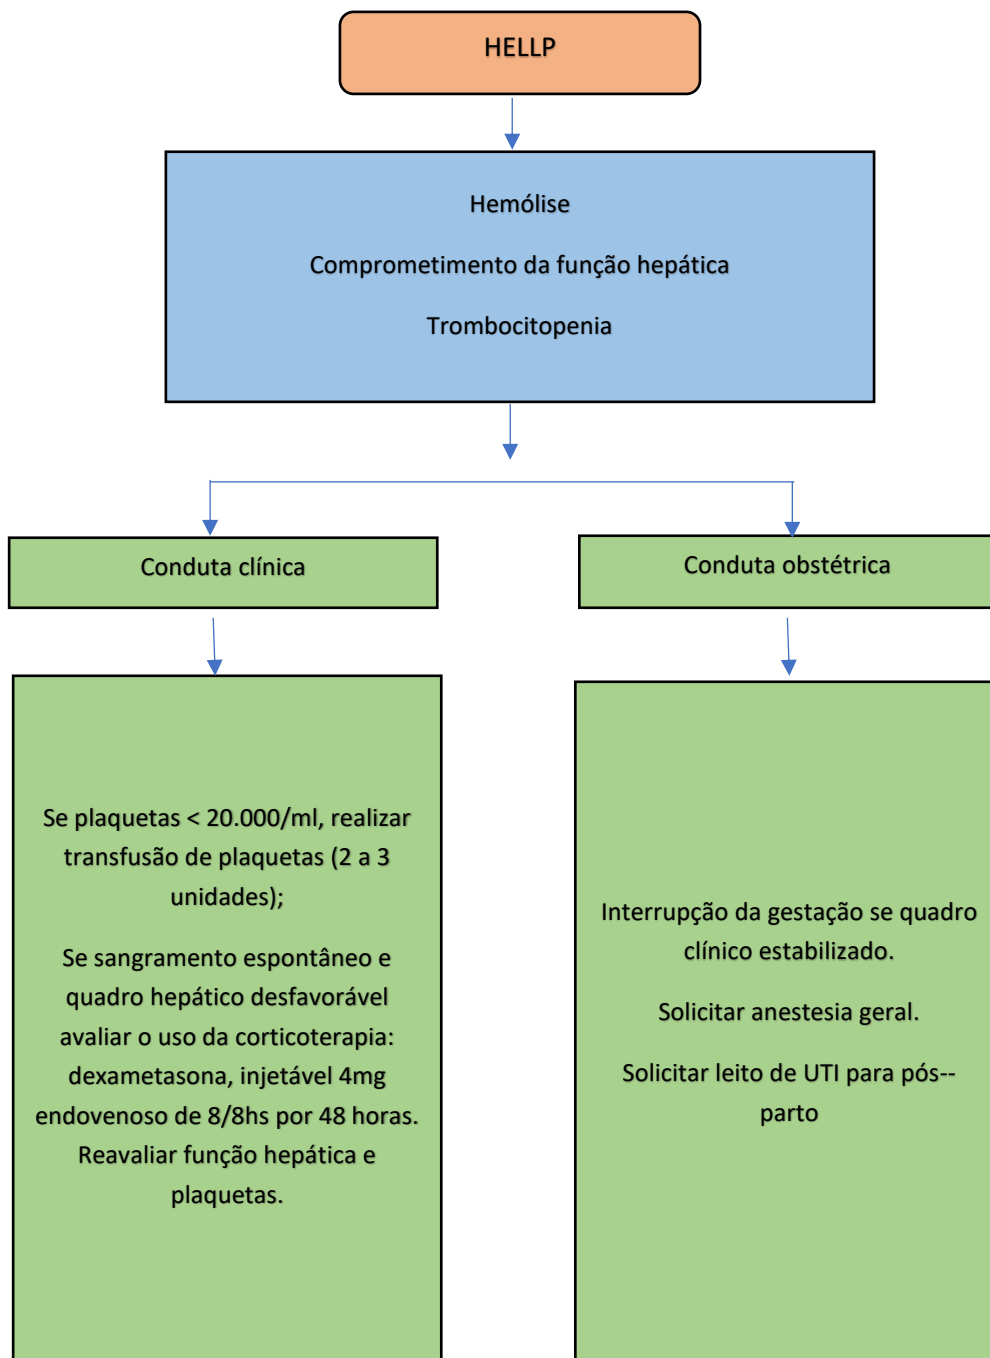 HELLP
Hemólise
Comprometimento da função hepática
Trombocitopenia
Conduta clínica
Conduta obstétrica
Se plaquetas < 20.000/ml, realizar
transfusão de plaquetas (2 a 3
unidades);
Se sangramento espontâneo e
quadro hepático desfavorável
avaliar o uso da corticoterapia:
dexametasona, injetável 4mg
endovenoso de 8/8hs por 48 horas.
Reavaliar função hepática e
plaquetas.
Interrupção da gestação se quadro
clínico estabilizado.
Solicitar anestesia geral.
Solicitar leito de UTI para pós--
parto